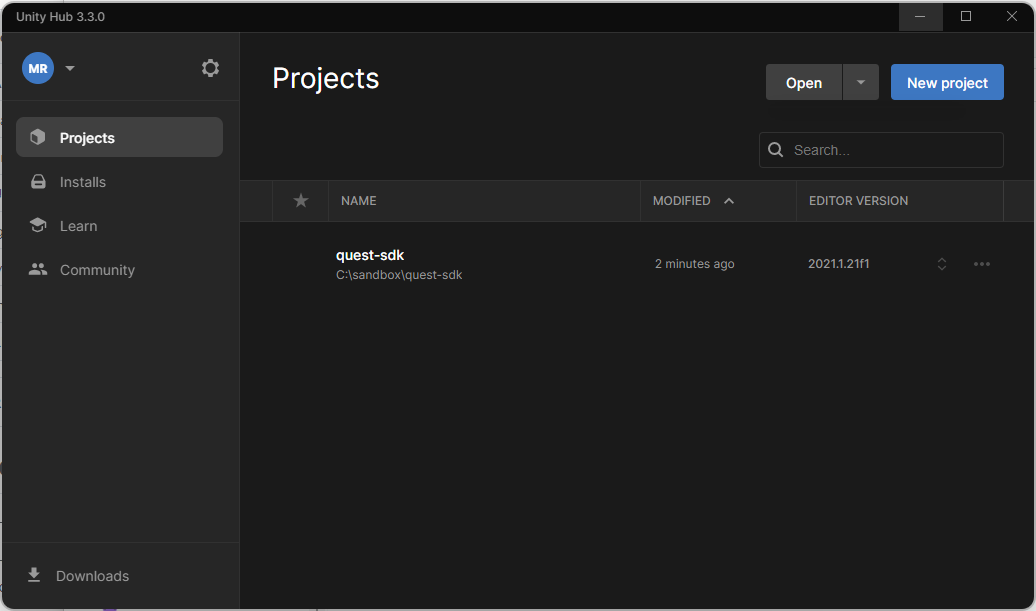 Unity Hub 3.3.0
MR
Projects
Installs
Learn
Community
Downloads
Projects
Open
New project
Search...
NAME
MODIFIED
EDITOR VERSION
quest-sdk
C:\sandbox\quest-sdk
2 minutes ago
2021.1.21f1